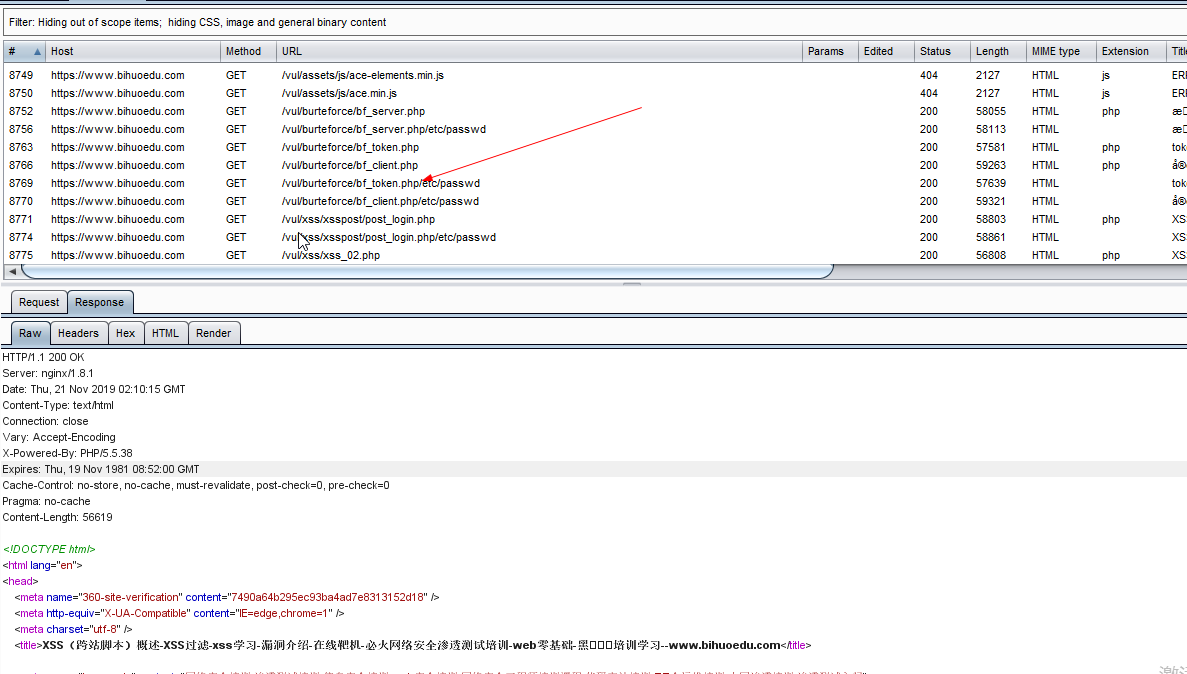 Filter: Hiding out of scope items; hiding CSS, image and general binary content
# Host Method URL Params Edited Status Length MIME type Extension
8749 https://www.bihuoedu.com GET /vul/assets/js/ace-elements.min.js 404 2127 HTML js
8750 https://www.bihuoedu.com GET /vul/assets/js/ace.min.js 404 2127 HTML js
8752 https://www.bihuoedu.com GET /vul/burteforce/bf_server.php 200 58055 HTML php
8756 https://www.bihuoedu.com GET /vul/burteforce/bf_server.php/etc/passwd 200 58113 HTML
8763 https://www.bihuoedu.com GET /vul/burteforce/bf_token.php 200 57581 HTML php tok
8766 https://www.bihuoedu.com GET /vul/burteforce/bf_client.php 200 59263 HTML php
8769 https://www.bihuoedu.com GET /vul/burteforce/bf_token.php/etc/passwd 200 57639 HTML tok
8770 https://www.bihuoedu.com GET /vul/burteforce/bf_client.php/etc/passwd 200 59321 HTML
8771 https://www.bihuoedu.com GET /vul/xss/xsspost/post_login.php 200 58803 HTML php XS
8774 https://www.bihuoedu.com GET /vul/xss/xsspost/post_login.php/etc/passwd 200 58861 HTML XS
8775 https://www.bihuoedu.com GET /vul/xss/xss_02.php 200 56808 HTML php XS
Request Response
Raw Headers Hex HTML Render
HTTP/1.1 200 OK
Server: nginx/1.8.1
Date: Thu, 21 Nov 2019 02:10:15 GMT
Content-Type: text/html
Connection: close
Vary: Accept-Encoding
X-Powered-By: PHP/5.5.38
Expires: Thu, 19 Nov 1981 08:52:00 GMT
Cache-Control: no-store, no-cache, must-revalidate, post-check=0, pre-check=0
Pragma: no-cache
Content-Length: 56619
<!DOCTYPE html>
<html lang="en">
<head>
<meta name="360-site-verification" content="7490a64b295ec93ba4ad7e8313152d18" />
<meta http-equiv="X-UA-Compatible" content="IE=edge,chrome=1" />
<meta charset="utf-8" />
<title>XSS（跨站脚本）概述-XSS过滤-xss学习-漏洞介绍-在线靶机-必火网络安全渗透测试培训-web零基础-黑□□□培训学习--www.bihuoedu.com</title>